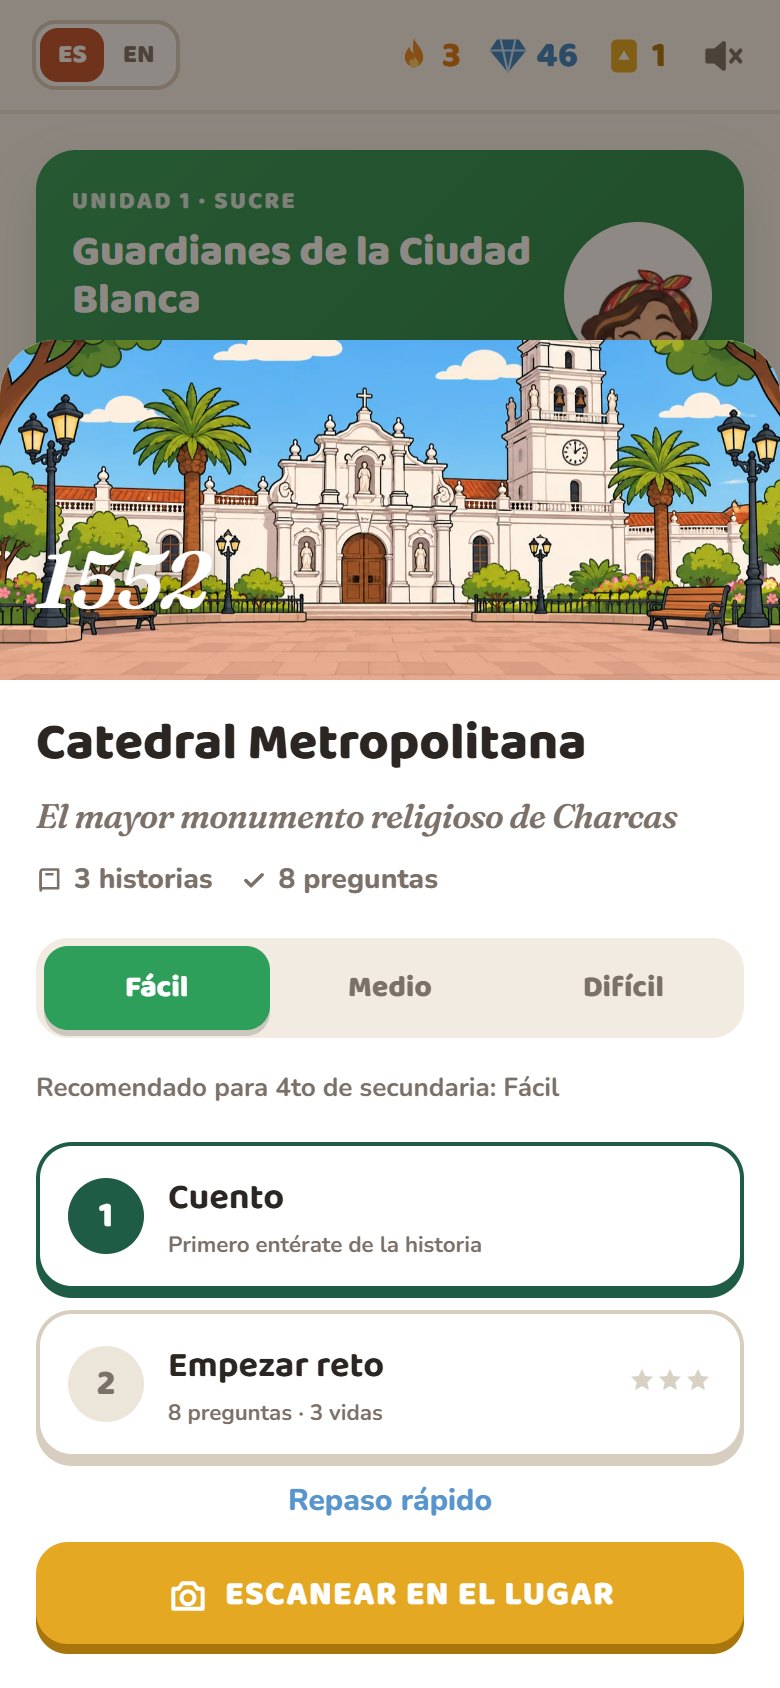 ES EN 3 46 1
UNIDAD 1 · SUCRE
Guardianes de la Ciudad
Blanca
1552
Catedral Metropolitana
El mayor monumento religioso de Charcas
3 historias 8 preguntas
Fácil Medio Difícil
Recomendado para 4to de secundaria: Fácil
1 Cuento
Primero entérate de la historia
2 Empezar reto
8 preguntas · 3 vidas
Repaso rápido
ESCANEAR EN EL LUGAR